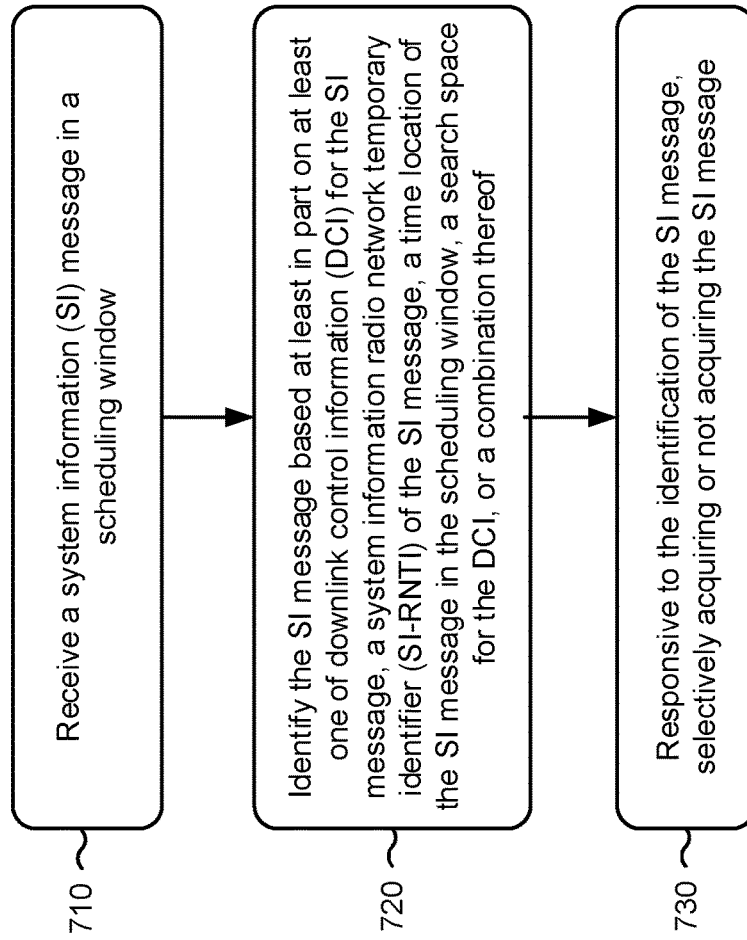 710
Receive a system information (SI) message in a
scheduling window
720
Identify the SI message based at least in part on at least
one of downlink control information (DCI) for the SI
message, a system information radio network temporary
identifier (SI-RNTI) of the SI message, a time location of
the SI message in the scheduling window, a search space
for the DCI, or a combination thereof
730
Responsive to the identification of the SI message,
selectively acquiring or not acquiring the SI message